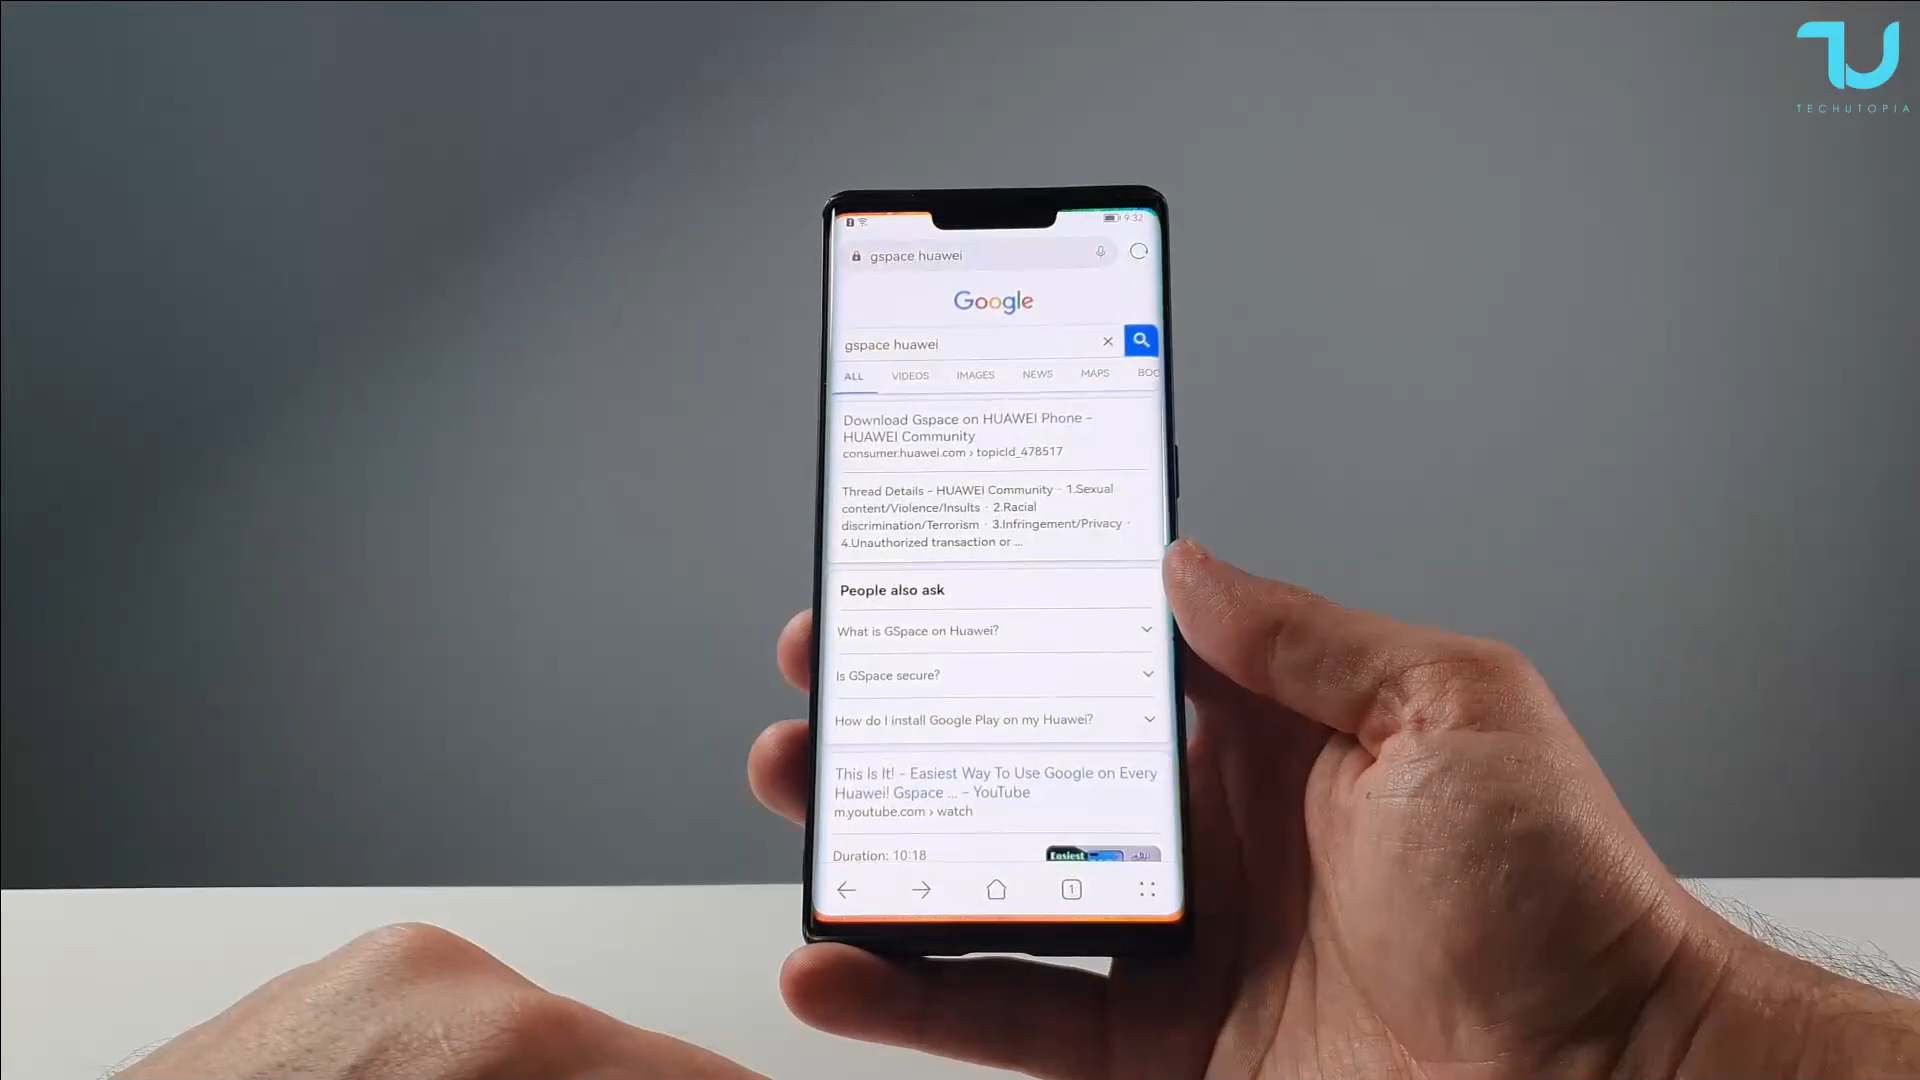 TECHUTOPIA
9:32
gspace huawei
Google
gspace huawei
ALL VIDEOS IMAGES NEWS MAPS BOO
Download Gspace on HUAWEI Phone –
HUAWEI Community
consumer.huawei.com › topicId_478517
Thread Details – HUAWEI Community · 1.Sexual
content/Violence/Insults · 2.Racial
discrimination/Terrorism · 3.Infringement/Privacy ·
4.Unauthorized transaction or ...
People also ask
What is GSpace on Huawei?
Is GSpace secure?
How do I install Google Play on my Huawei?
This Is It! – Easiest Way To Use Google on Every
Huawei! Gspace ... – YouTube
m.youtube.com › watch
Duration: 10:18
Easiest
1